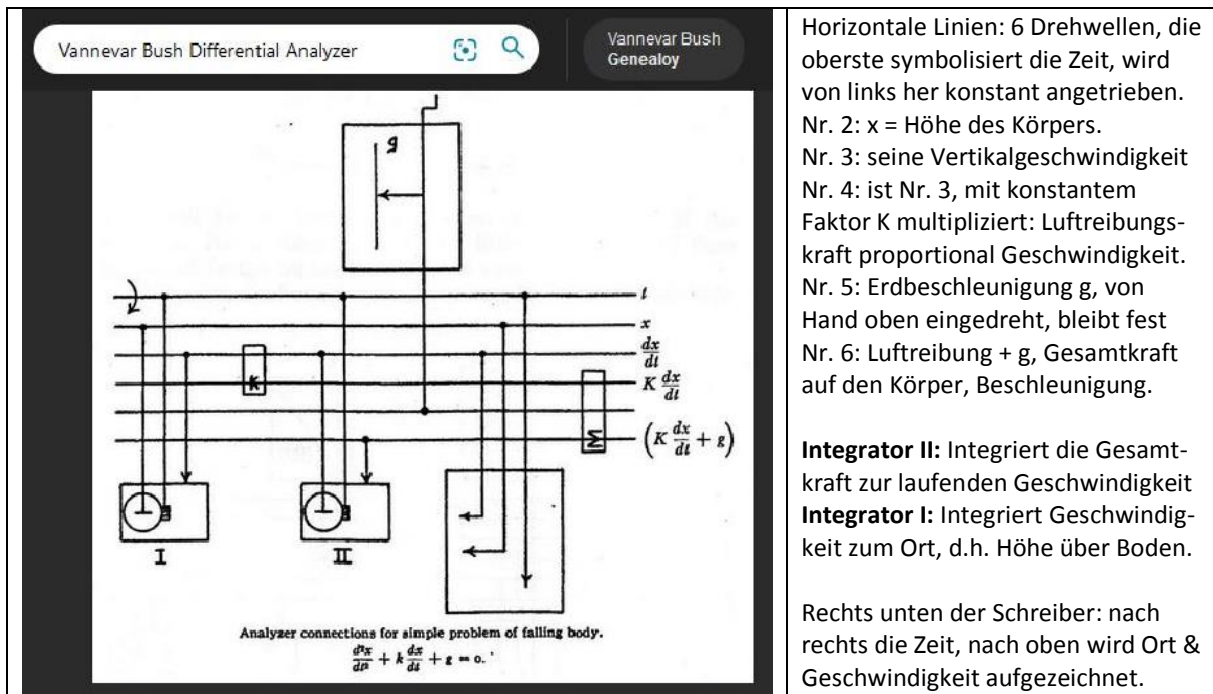 Vannevar Bush Differential Analyzer
Vannevar Bush
Genealoy
g
t
x
dx/dt
K
K dx/dt
Σ
(K dx/dt + g)
I
II
Analyzer connections for simple problem of falling body.
d²x/dt² + k dx/dt + g = 0.
Horizontale Linien: 6 Drehwellen, die
oberste symbolisiert die Zeit, wird
von links her konstant angetrieben.
Nr. 2: x = Höhe des Körpers.
Nr. 3: seine Vertikalgeschwindigkeit
Nr. 4: ist Nr. 3, mit konstantem
Faktor K multipliziert: Luftreibungs-
kraft proportional Geschwindigkeit.
Nr. 5: Erdbeschleunigung g, von
Hand oben eingedreht, bleibt fest
Nr. 6: Luftreibung + g, Gesamtkraft
auf den Körper, Beschleunigung.
Integrator II: Integriert die Gesamt-
kraft zur laufenden Geschwindigkeit
Integrator I: Integriert Geschwindig-
keit zum Ort, d.h. Höhe über Boden.
Rechts unten der Schreiber: nach
rechts die Zeit, nach oben wird Ort &
Geschwindigkeit aufgezeichnet.